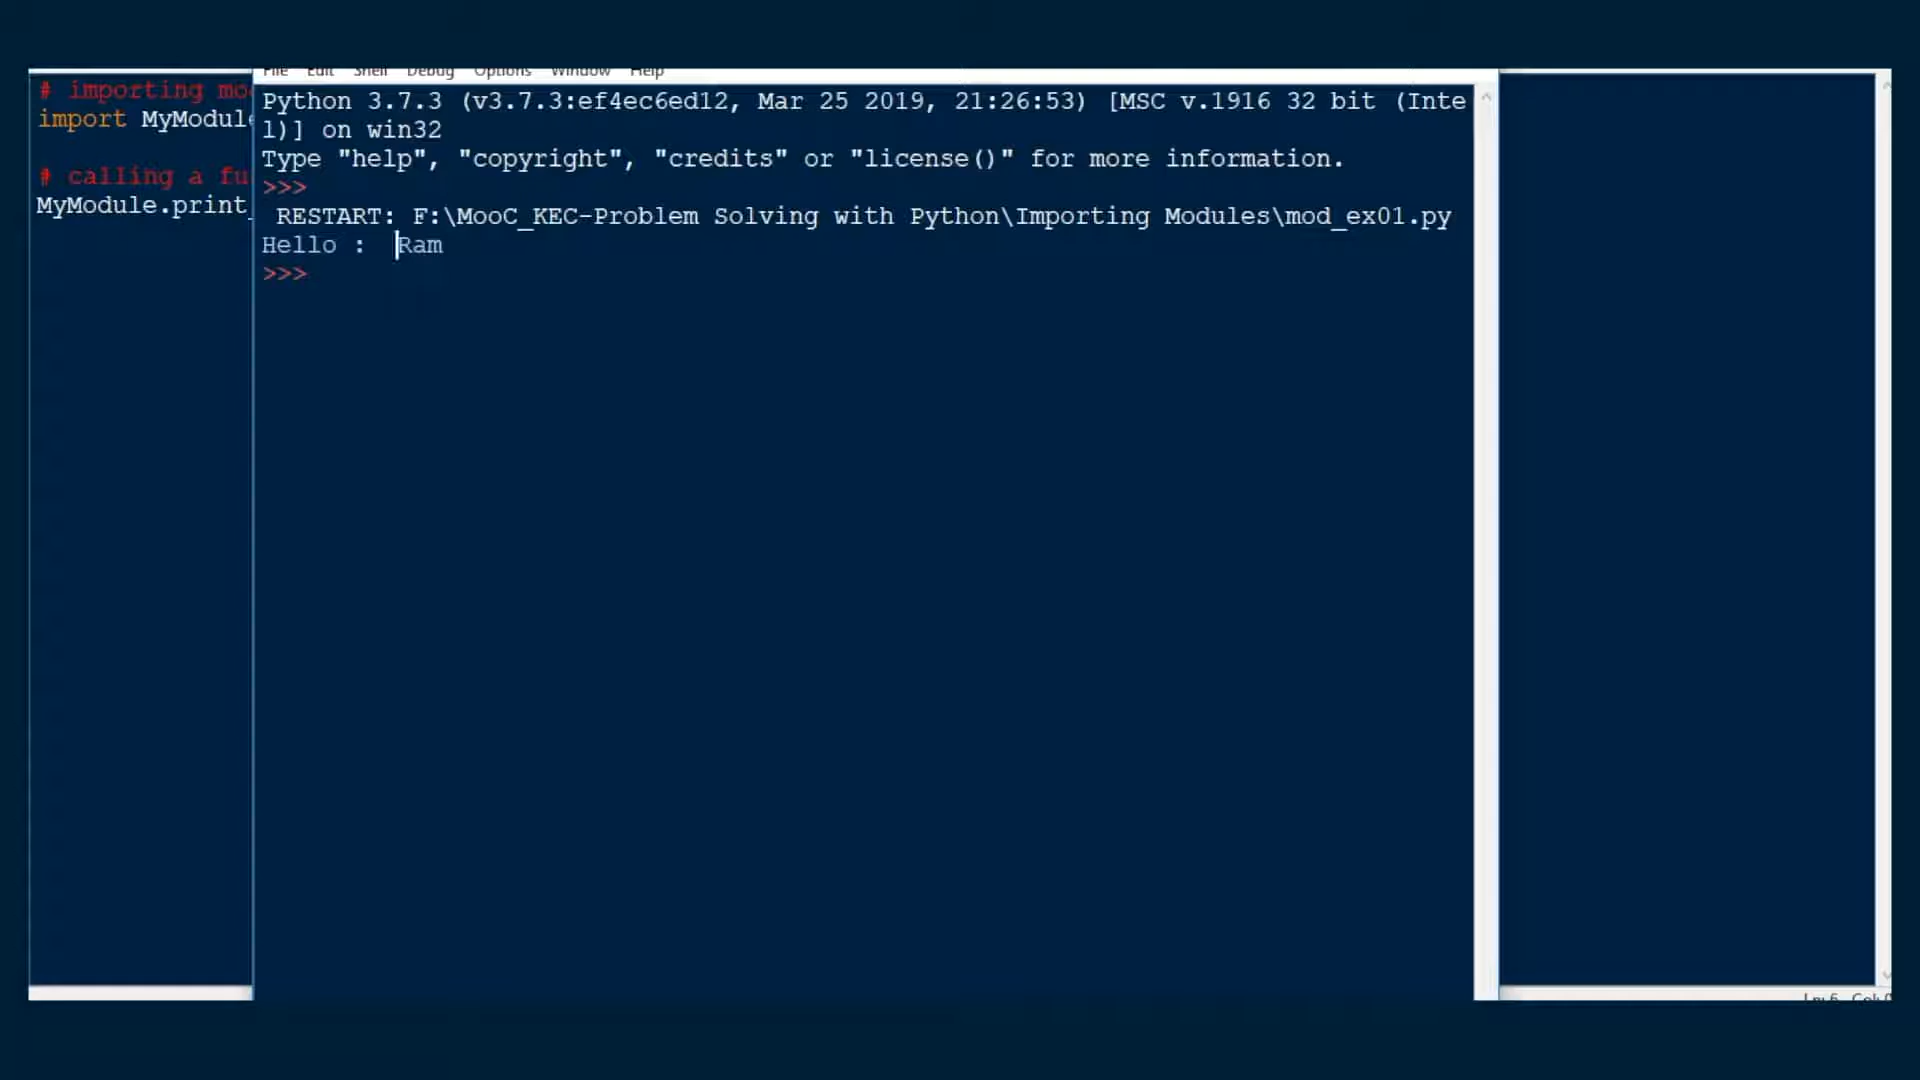 # importing
import MyModule
# calling a fu
MyModule.print_
File Edit Shell Debug Options Window Help
Python 3.7.3 (v3.7.3:ef4ec6ed12, Mar 25 2019, 21:26:53) [MSC v.1916 32 bit (Inte
l)] on win32
Type "help", "copyright", "credits" or "license()" for more information.
>>>
RESTART: F:\MooC_KEC-Problem Solving with Python\Importing Modules\mod_ex01.py
Hello :  Ram
>>>